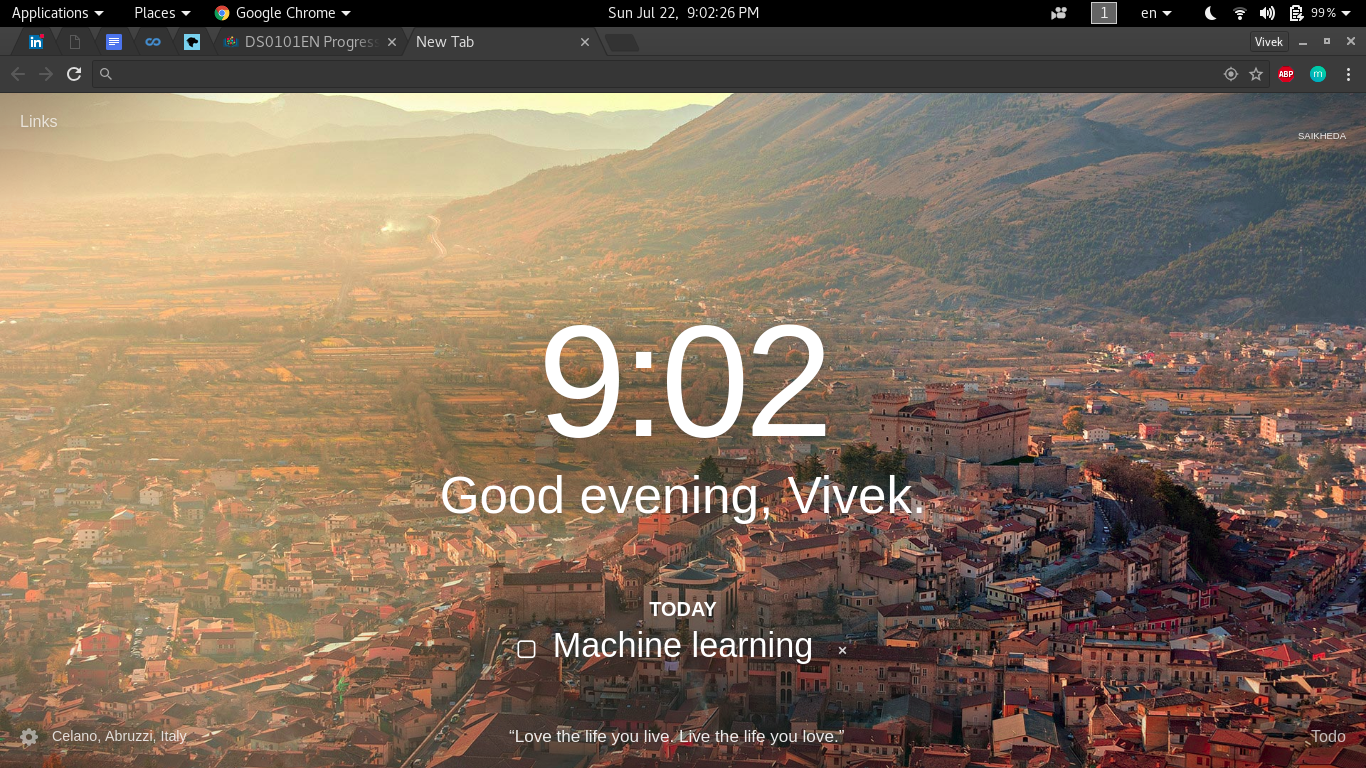 Applications Places Google Chrome Sun Jul 22, 9:02:26 PM 1 en 99%
in DS0101EN Progress New Tab Vivek
ABP m
Links
SAIKHEDA
9:02
Good evening, Vivek.
TODAY
Machine learning
Celano, Abruzzi, Italy “Love the life you live. Live the life you love.” Todo